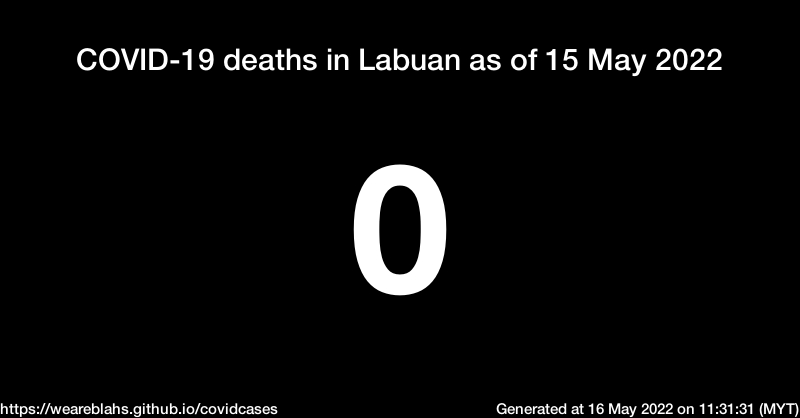 COVID-19 deaths in Labuan as of 15 May 2022
0
https://weareblahs.github.io/covidcases
Generated at 16 May 2022 on 11:31:31 (MYT)